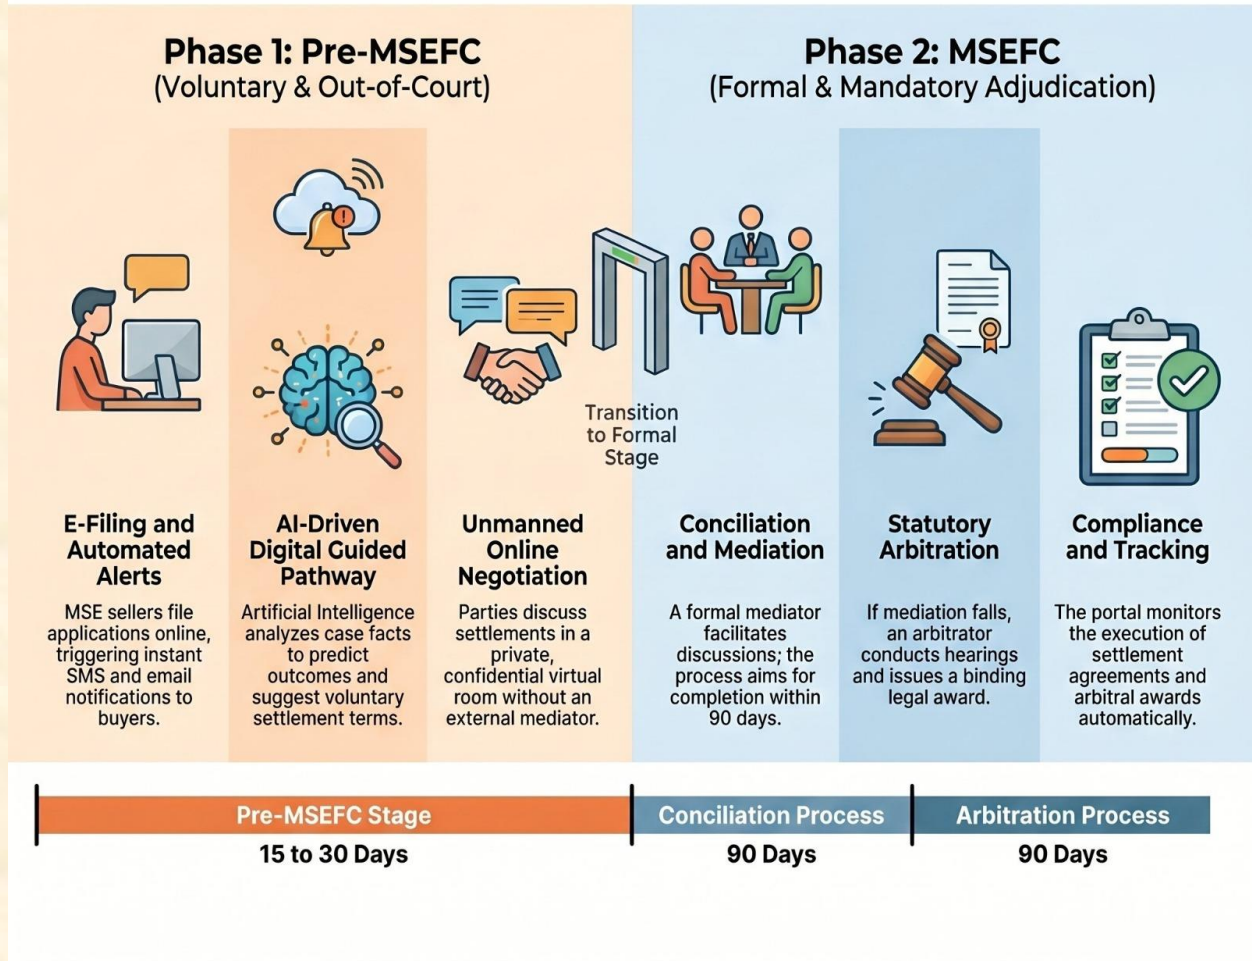 Phase 1: Pre-MSEFC
(Voluntary & Out-of-Court)
Phase 2: MSEFC
(Formal & Mandatory Adjudication)
!
Transition
to Formal
Stage
E-Filing and
Automated
Alerts
MSE sellers file
applications online,
triggering instant
SMS and email
notifications to
buyers.
AI-Driven
Digital Guided
Pathway
Artificial Intelligence
analyzes case facts
to predict
outcomes and
suggest voluntary
settlement terms.
Unmanned
Online
Negotiation
Parties discuss
settlements in a
private,
confidential virtual
room without an
external mediator.
Conciliation
and Mediation
A formal mediator
facilitates
discussions; the
process aims for
completion within
90 days.
Statutory
Arbitration
If mediation falls,
an arbitrator
conducts hearings
and issues a binding
legal award.
Compliance
and Tracking
The portal monitors
the execution of
settlement
agreements and
arbitral awards
automatically.
Pre-MSEFC Stage
15 to 30 Days
Conciliation Process
90 Days
Arbitration Process
90 Days